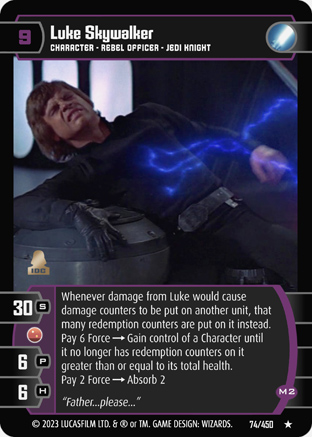 9
Luke Skywalker
CHARACTER • REBEL OFFICER • JEDI KNIGHT
IDC
30 S
6 P
6 H
Whenever damage from Luke would cause
damage counters to be put on another unit, that
many redemption counters are put on it instead.
Pay 6 Force → Gain control of a Character until
it no longer has redemption counters on it
greater than or equal to its total health.
Pay 2 Force → Absorb 2
M2
"Father...please..."
© 2023 LUCASFILM LTD. & ® or TM. GAME DESIGN: WIZARDS. 74/450 ★